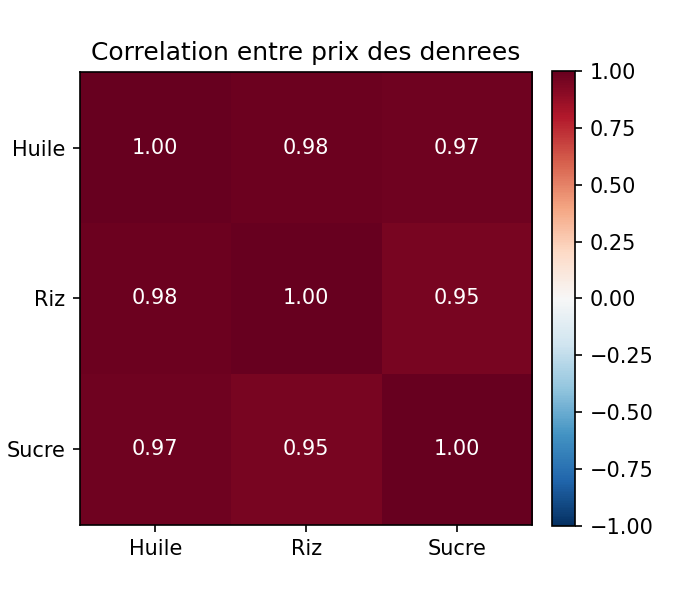 Correlation entre prix des denrees
Huile 1.00 0.98 0.97
Riz 0.98 1.00 0.95
Sucre 0.97 0.95 1.00
Huile Riz Sucre
1.00
0.75
0.50
0.25
0.00
−0.25
−0.50
−0.75
−1.00